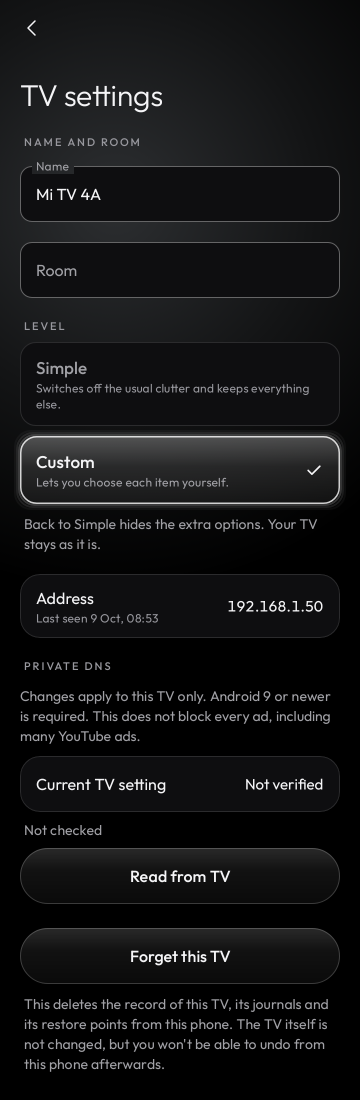 TV settings
NAME AND ROOM
Name
Mi TV 4A
Room
LEVEL
Simple
Switches off the usual clutter and keeps everything
else.
Custom
Lets you choose each item yourself.
Back to Simple hides the extra options. Your TV
stays as it is.
Address
192.168.1.50
Last seen 9 Oct, 08:53
PRIVATE DNS
Changes apply to this TV only. Android 9 or newer
is required. This does not block every ad, including
many YouTube ads.
Current TV setting
Not verified
Not checked
Read from TV
Forget this TV
This deletes the record of this TV, its journals and
its restore points from this phone. The TV itself is
not changed, but you won't be able to undo from
this phone afterwards.